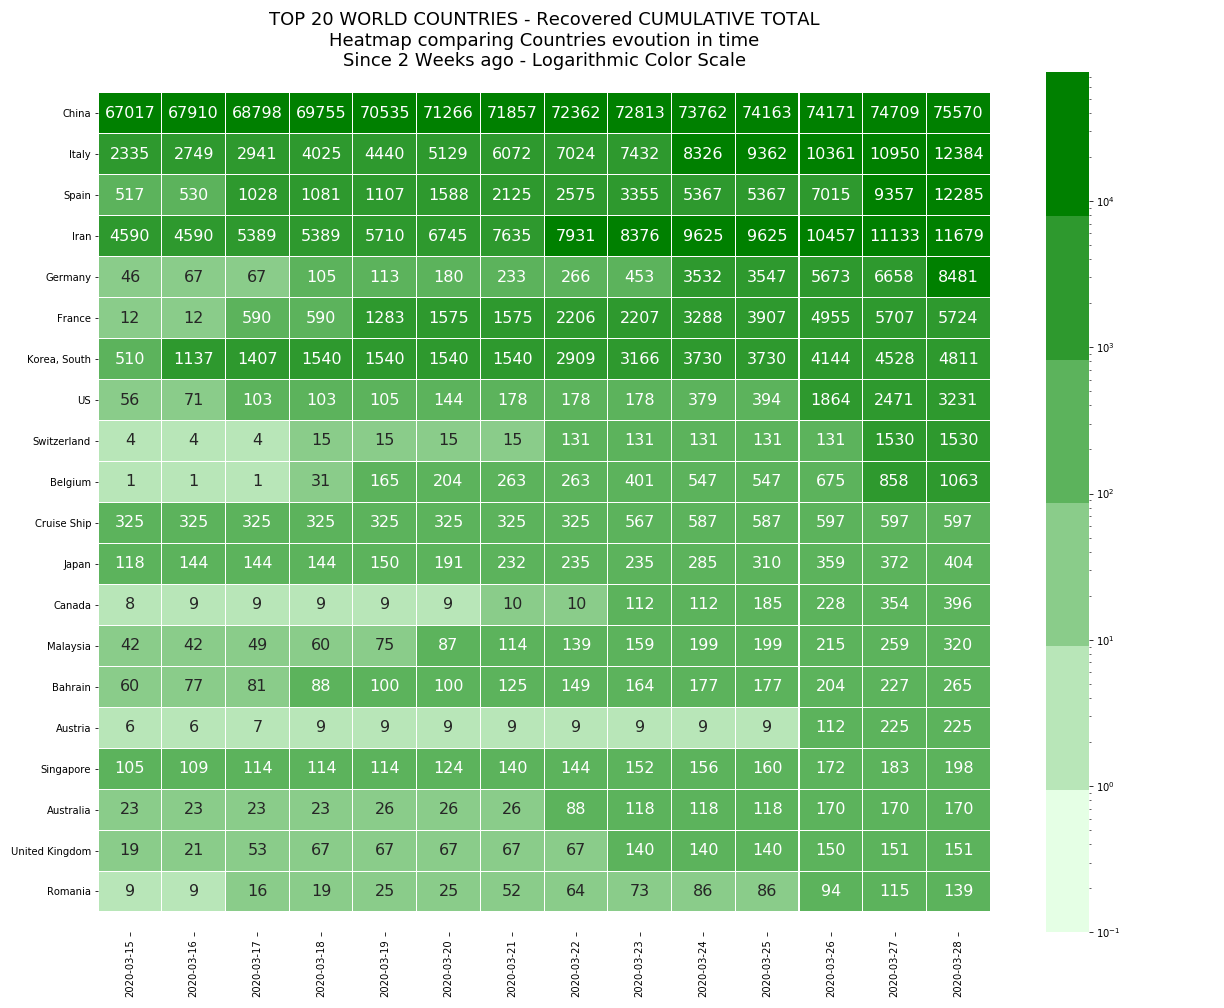 TOP 20 WORLD COUNTRIES - Recovered CUMULATIVE TOTAL
Heatmap comparing Countries evoution in time
Since 2 Weeks ago - Logarithmic Color Scale
China 67017 67910 68798 69755 70535 71266 71857 72362 72813 73762 74163 74171 74709 75570
Italy 2335 2749 2941 4025 4440 5129 6072 7024 7432 8326 9362 10361 10950 12384
Spain 517 530 1028 1081 1107 1588 2125 2575 3355 5367 5367 7015 9357 12285
Iran 4590 4590 5389 5389 5710 6745 7635 7931 8376 9625 9625 10457 11133 11679
Germany 46 67 67 105 113 180 233 266 453 3532 3547 5673 6658 8481
France 12 12 590 590 1283 1575 1575 2206 2207 3288 3907 4955 5707 5724
Korea, South 510 1137 1407 1540 1540 1540 1540 2909 3166 3730 3730 4144 4528 4811
US 56 71 103 103 105 144 178 178 178 379 394 1864 2471 3231
Switzerland 4 4 4 15 15 15 15 131 131 131 131 131 1530 1530
Belgium 1 1 1 31 165 204 263 263 401 547 547 675 858 1063
Cruise Ship 325 325 325 325 325 325 325 325 567 587 587 597 597 597
Japan 118 144 144 144 150 191 232 235 235 285 310 359 372 404
Canada 8 9 9 9 9 9 10 10 112 112 185 228 354 396
Malaysia 42 42 49 60 75 87 114 139 159 199 199 215 259 320
Bahrain 60 77 81 88 100 100 125 149 164 177 177 204 227 265
Austria 6 6 7 9 9 9 9 9 9 9 9 112 225 225
Singapore 105 109 114 114 114 124 140 144 152 156 160 172 183 198
Australia 23 23 23 23 26 26 26 88 118 118 118 170 170 170
United Kingdom 19 21 53 67 67 67 67 67 140 140 140 150 151 151
Romania 9 9 16 19 25 25 52 64 73 86 86 94 115 139
2020-03-15 2020-03-16 2020-03-17 2020-03-18 2020-03-19 2020-03-20 2020-03-21 2020-03-22 2020-03-23 2020-03-24 2020-03-25 2020-03-26 2020-03-27 2020-03-28
10⁴
10³
10²
10¹
10⁰
10⁻¹